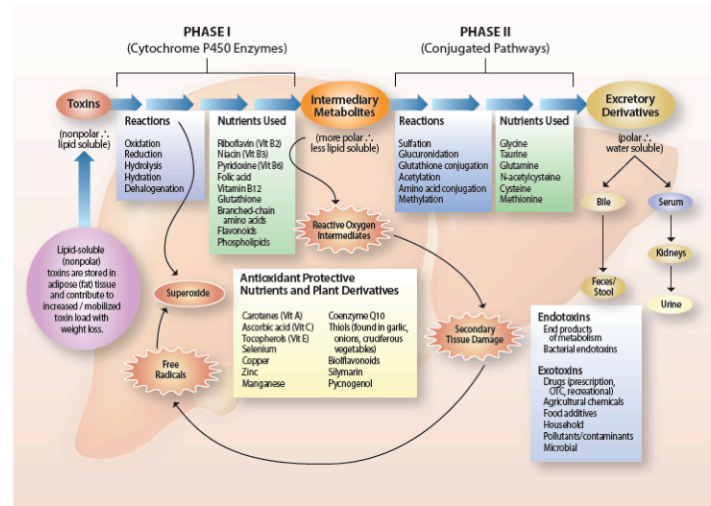 PHASE I
(Cytochrome P450 Enzymes)
PHASE II
(Conjugated Pathways)
Toxins
(nonpolar ∴
lipid soluble)
Reactions
Oxidation
Reduction
Hydrolysis
Hydration
Dehalogenation
Nutrients Used
Riboflavin (Vit B2)
Niacin (Vit B3)
Pyridoxine (Vit B6)
Folic acid
Vitamin B12
Glutathione
Branched-chain
amino acids
Flavonoids
Phospholipids
Intermediary
Metabolites
(more polar ∴
less lipid soluble)
Reactions
Sulfation
Glucuronidation
Glutathione conjugation
Acetylation
Amino acid conjugation
Methylation
Nutrients Used
Glycine
Taurine
Glutamine
N-acetylcysteine
Cysteine
Methionine
Excretory
Derivatives
(polar ∴
water soluble)
Bile
Serum
Kidneys
Feces/
Stool
Urine
Reactive Oxygen
Intermediates
Lipid-soluble
(nonpolar)
toxins are stored in
adipose (fat) tissue
and contribute to
increased / mobilized
toxin load with
weight loss.
Superoxide
Free
Radicals
Antioxidant Protective
Nutrients and Plant Derivatives
Carotenes (Vit A)
Ascorbic acid (Vit C)
Tocopherols (Vit E)
Selenium
Copper
Zinc
Manganese
Coenzyme Q10
Thiols (found in garlic,
onions, cruciferous
vegetables)
Bioflavonoids
Silymarin
Pycnogenol
Secondary
Tissue Damage
Endotoxins
End products
of metabolism
Bacterial endotoxins
Exotoxins
Drugs (prescription,
OTC, recreational)
Agricultural chemicals
Food additives
Household
Pollutants/contaminants
Microbial